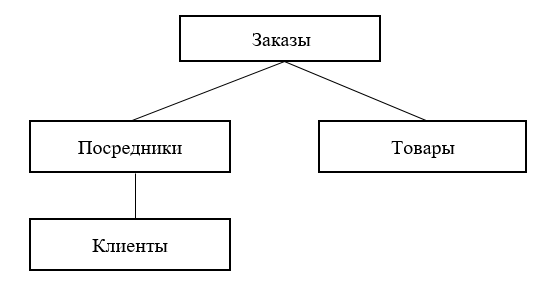 Заказы
Посредники
Товары
Клиенты